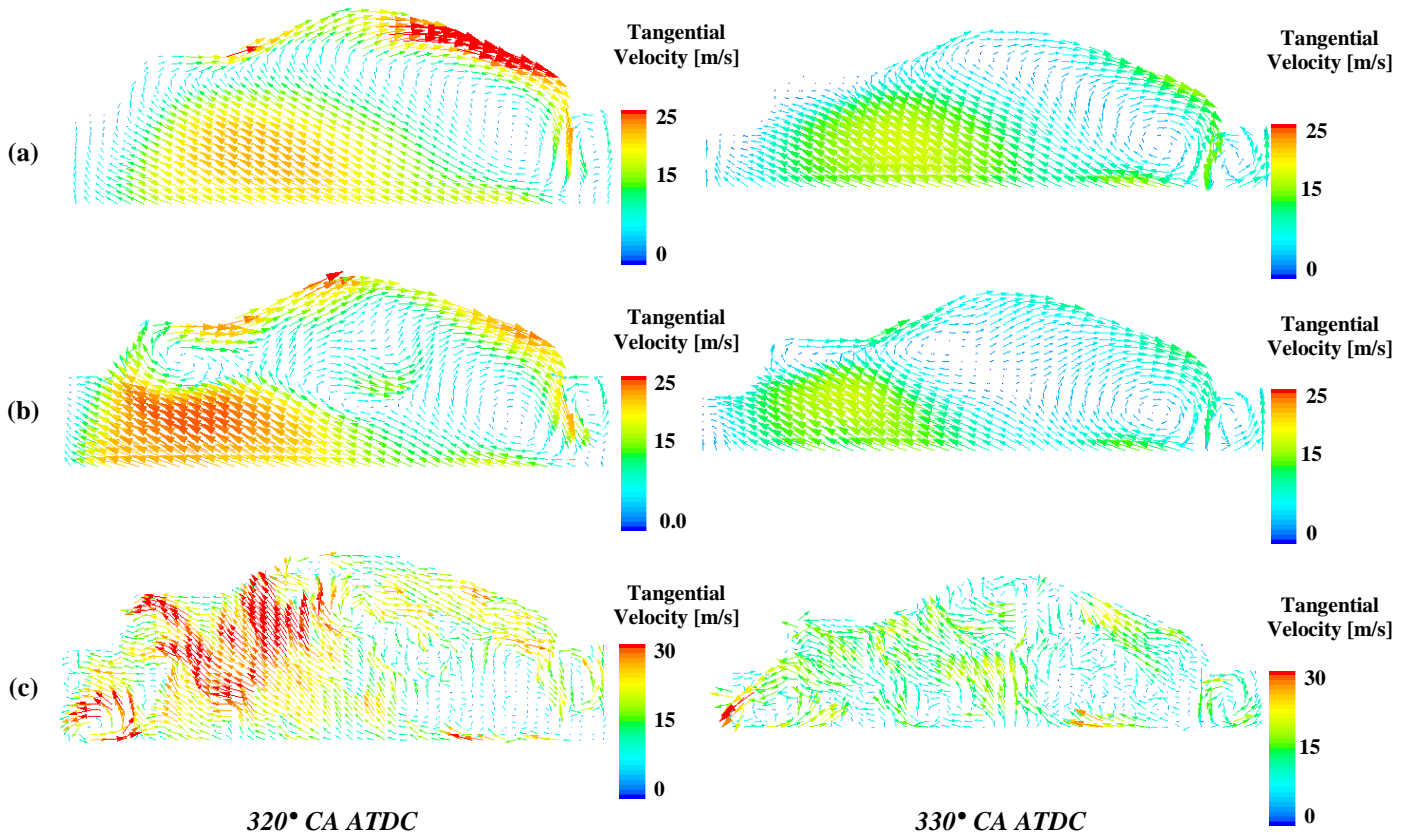 Tangential
Velocity [m/s]
25
15
0
(a)
Tangential
Velocity [m/s]
25
15
0
Tangential
Velocity [m/s]
25
15
0.0
(b)
Tangential
Velocity [m/s]
25
15
0
Tangential
Velocity [m/s]
30
15
0
(c)
Tangential
Velocity [m/s]
30
15
0
320° CA ATDC
330° CA ATDC